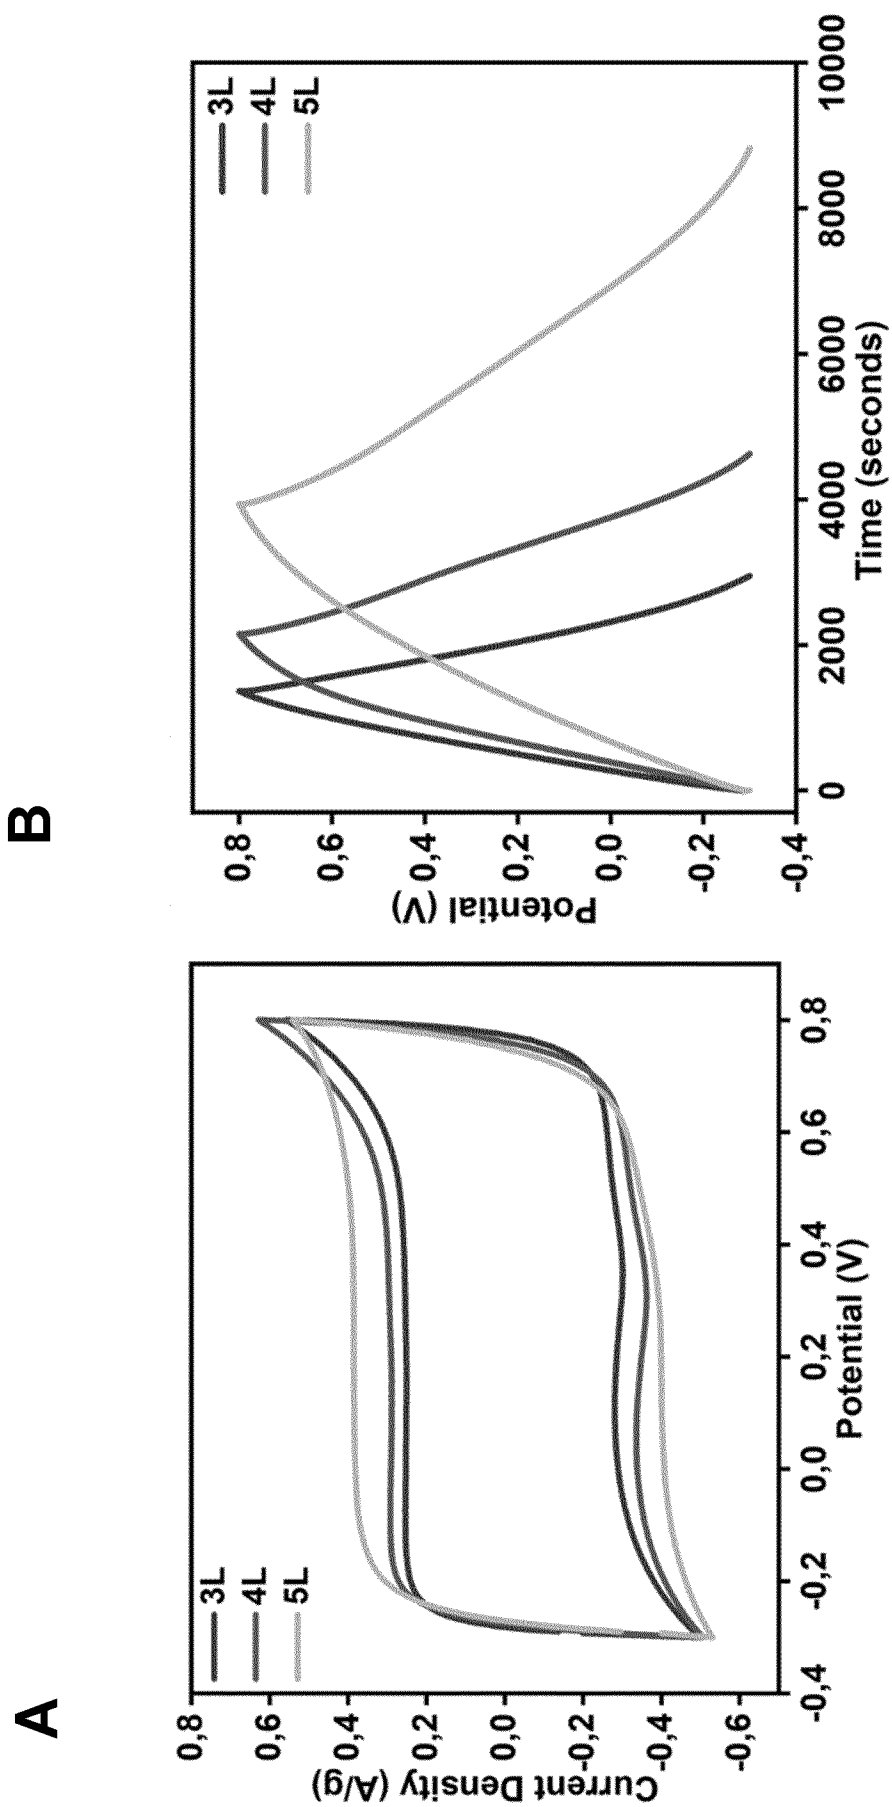 A
3L
4L
5L
0,8
0,6
0,4
0,2
0,0
-0,2
-0,4
-0,6
Current Density (A/g)
-0,4
-0,2
0,0
0,2
0,4
0,6
0,8
Potential (V)
B
3L
4L
5L
0,8
0,6
0,4
0,2
0,0
-0,2
-0,4
Potential (V)
0
2000
4000
6000
8000
10000
Time (seconds)